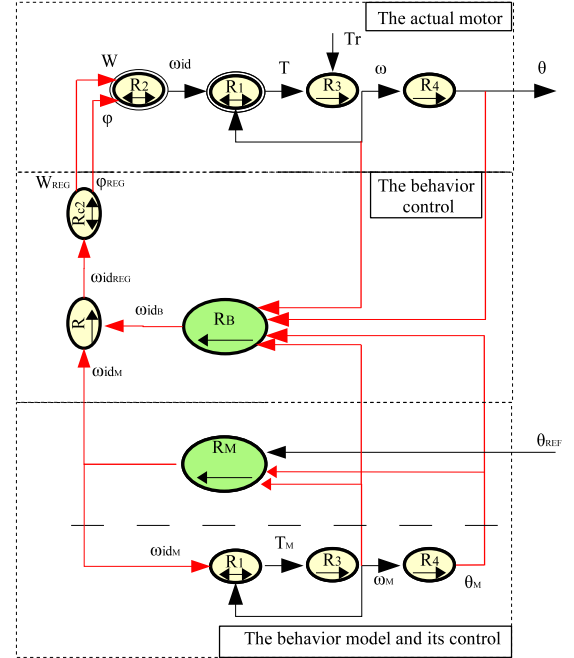 The actual motor
Tr
W
ωid
T
ω
θ
R2
R1
R3
R4
φ
WREG
φREG
The behavior
control
Rc2
ωidREG
ωidB
RB
R
ωidM
RM
θREF
ωidM
R1
TM
R3
ωM
R4
θM
The behavior model and its control